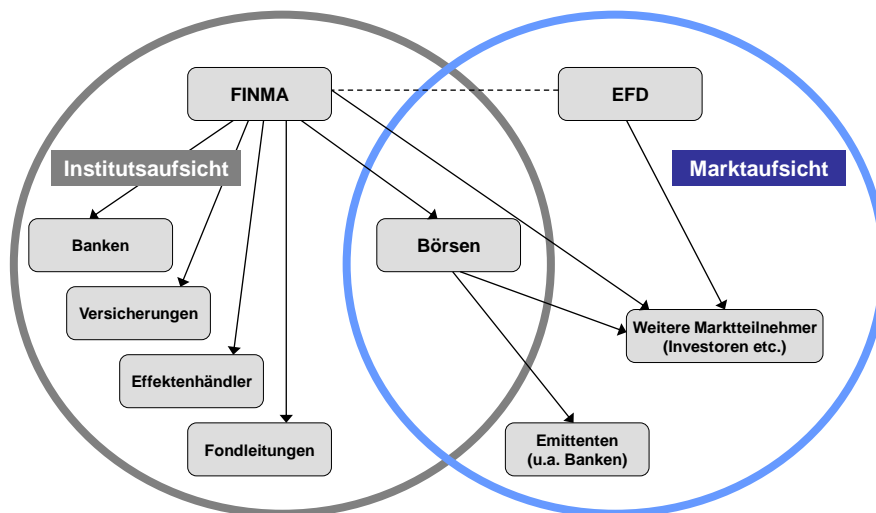 FINMA
EFD
Institutsaufsicht
Marktaufsicht
Banken
Börsen
Versicherungen
Weitere Marktteilnehmer
(Investoren etc.)
Effektenhändler
Fondleitungen
Emittenten
(u.a. Banken)